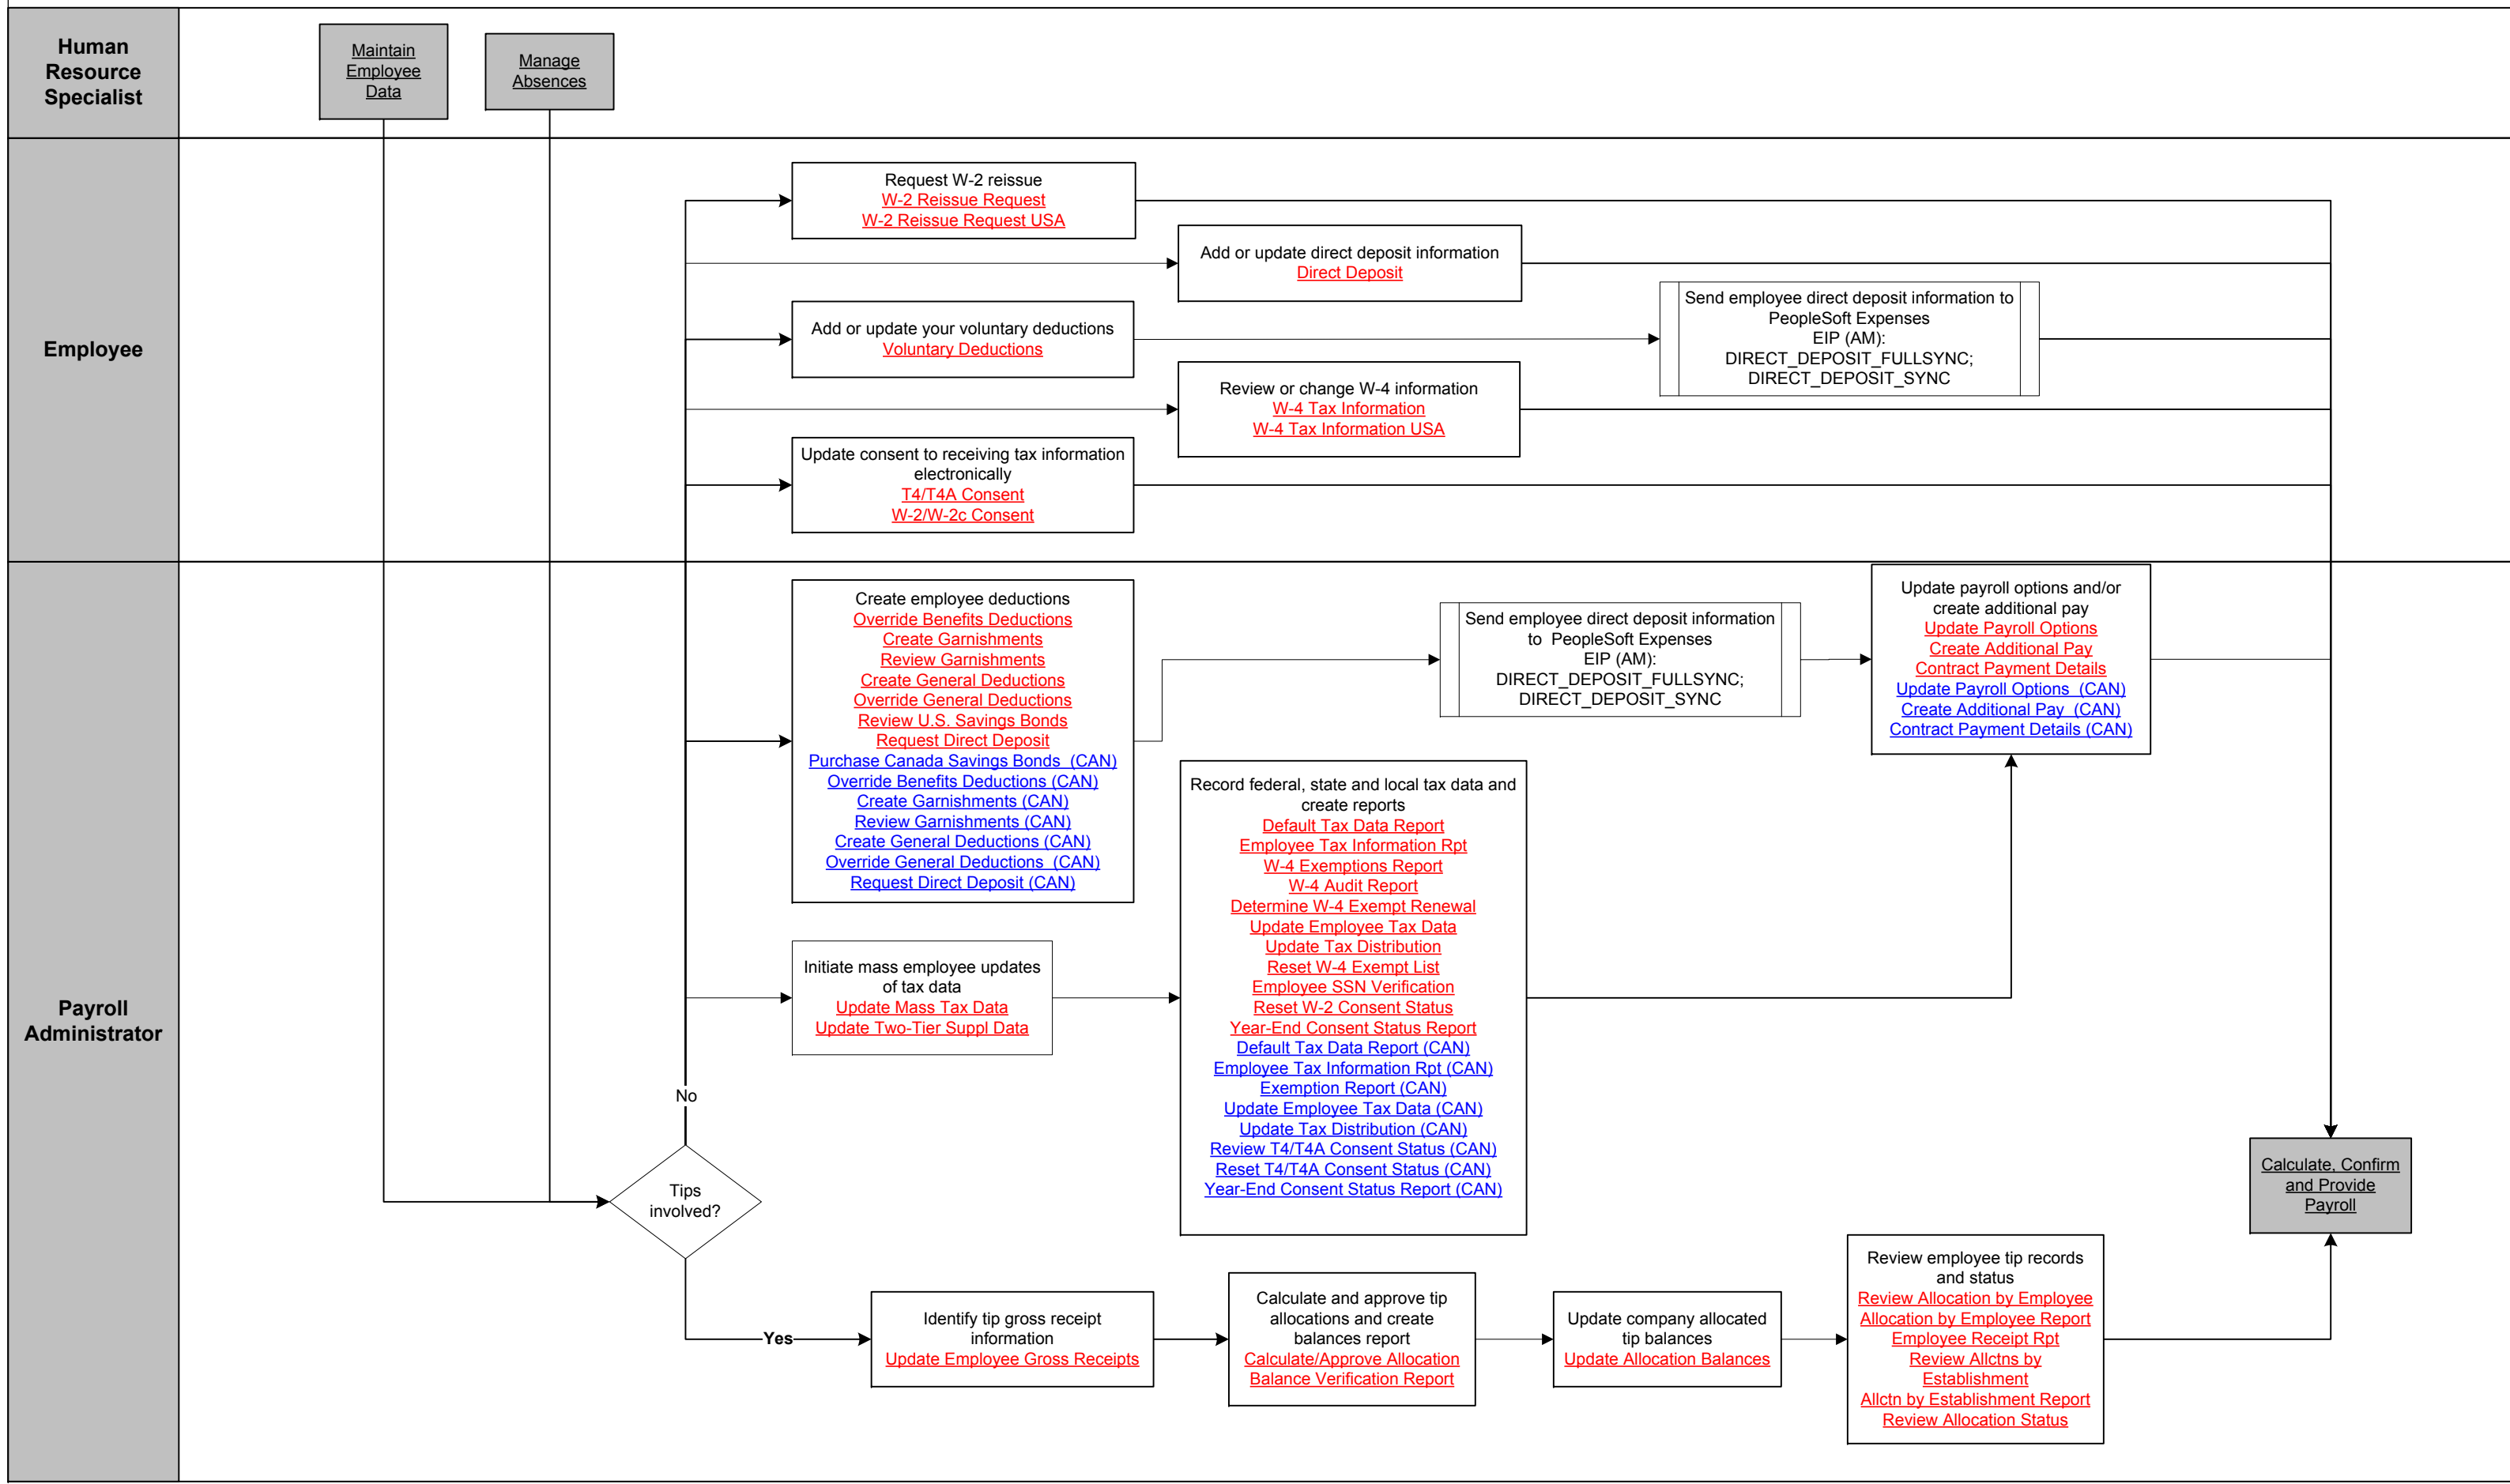 Human
Resource
Specialist
Maintain
Employee
Data
Manage
Absences
Employee
Request W-2 reissue
W-2 Reissue Request
W-2 Reissue Request USA
Add or update direct deposit information
Direct Deposit
Add or update your voluntary deductions
Voluntary Deductions
Send employee direct deposit information to
PeopleSoft Expenses
EIP (AM):
DIRECT_DEPOSIT_FULLSYNC;
DIRECT_DEPOSIT_SYNC
Review or change W-4 information
W-4 Tax Information
W-4 Tax Information USA
Update consent to receiving tax information
electronically
T4/T4A Consent
W-2/W-2c Consent
Payroll
Administrator
Create employee deductions
Override Benefits Deductions
Create Garnishments
Review Garnishments
Create General Deductions
Override General Deductions
Review U.S. Savings Bonds
Request Direct Deposit
Purchase Canada Savings Bonds (CAN)
Override Benefits Deductions (CAN)
Create Garnishments (CAN)
Review Garnishments (CAN)
Create General Deductions (CAN)
Override General Deductions (CAN)
Request Direct Deposit (CAN)
Send employee direct deposit information
to PeopleSoft Expenses
EIP (AM):
DIRECT_DEPOSIT_FULLSYNC;
DIRECT_DEPOSIT_SYNC
Update payroll options and/or
create additional pay
Update Payroll Options
Create Additional Pay
Contract Payment Details
Update Payroll Options (CAN)
Create Additional Pay (CAN)
Contract Payment Details (CAN)
Initiate mass employee updates
of tax data
Update Mass Tax Data
Update Two-Tier Suppl Data
Record federal, state and local tax data and
create reports
Default Tax Data Report
Employee Tax Information Rpt
W-4 Exemptions Report
W-4 Audit Report
Determine W-4 Exempt Renewal
Update Employee Tax Data
Update Tax Distribution
Reset W-4 Exempt List
Employee SSN Verification
Reset W-2 Consent Status
Year-End Consent Status Report
Default Tax Data Report (CAN)
Employee Tax Information Rpt (CAN)
Exemption Report (CAN)
Update Employee Tax Data (CAN)
Update Tax Distribution (CAN)
Review T4/T4A Consent Status (CAN)
Reset T4/T4A Consent Status (CAN)
Year-End Consent Status Report (CAN)
No
Tips
involved?
Calculate, Confirm
and Provide
Payroll
Yes
Identify tip gross receipt
information
Update Employee Gross Receipts
Calculate and approve tip
allocations and create
balances report
Calculate/Approve Allocation
Balance Verification Report
Update company allocated
tip balances
Update Allocation Balances
Review employee tip records
and status
Review Allocation by Employee
Allocation by Employee Report
Employee Receipt Rpt
Review Allctns by
Establishment
Allctn by Establishment Report
Review Allocation Status